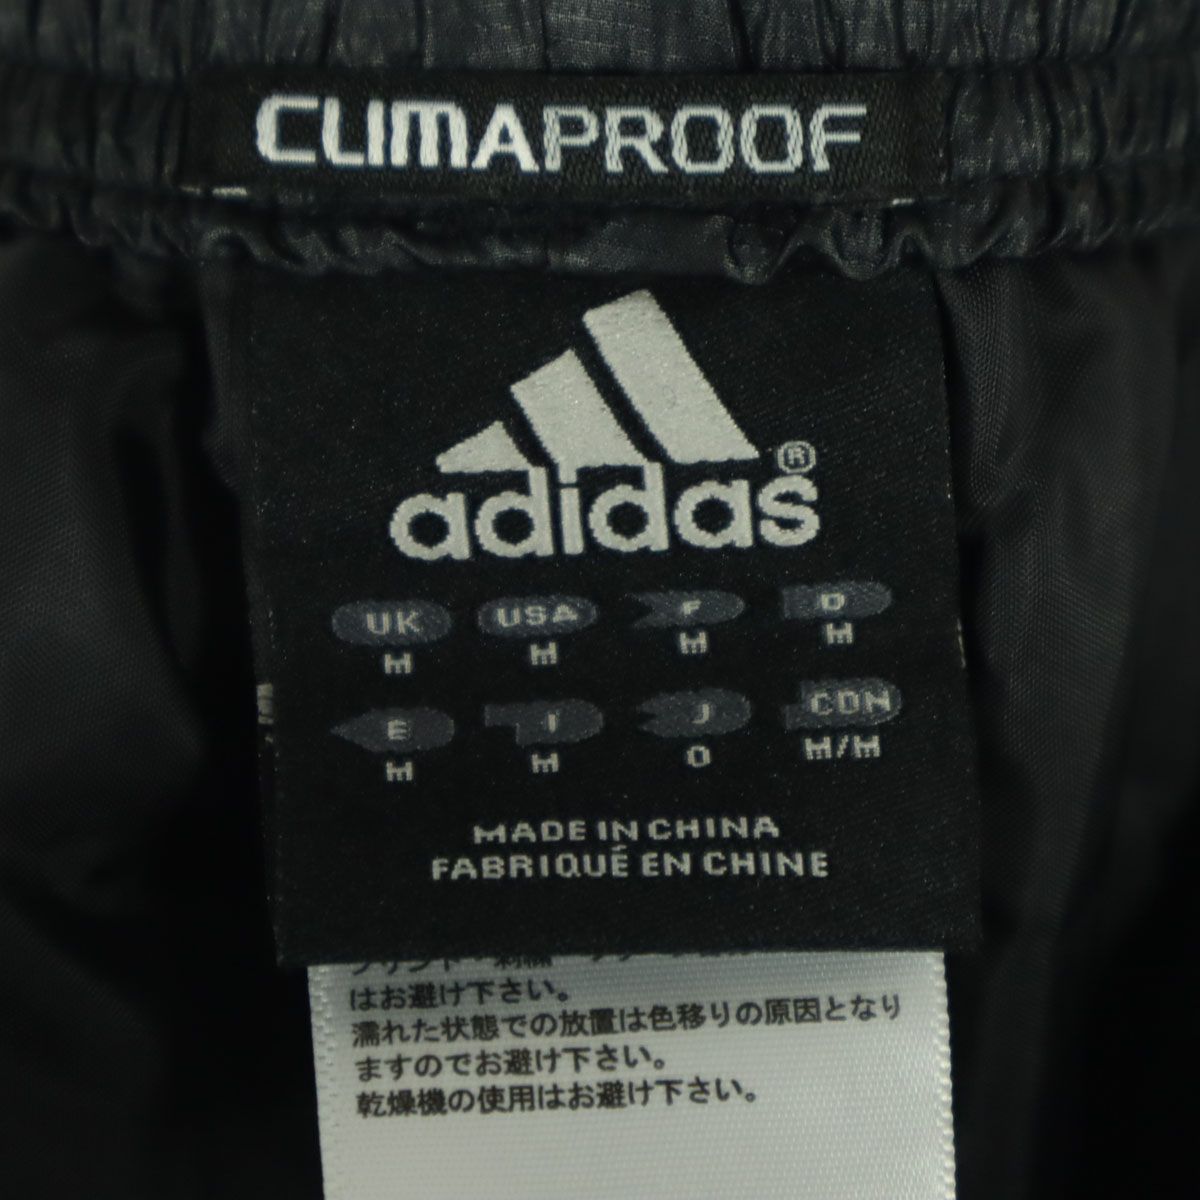 CLIMAPROOF
adidas®
UK USA F D
M M M M
E I J CDN
M M O M/M
MADE IN CHINA
FABRIQUÉ EN CHINE
はお避け下さい。
濡れた状態での放置は色移りの原因となり
ますのでお避け下さい。
乾燥機の使用はお避け下さい。